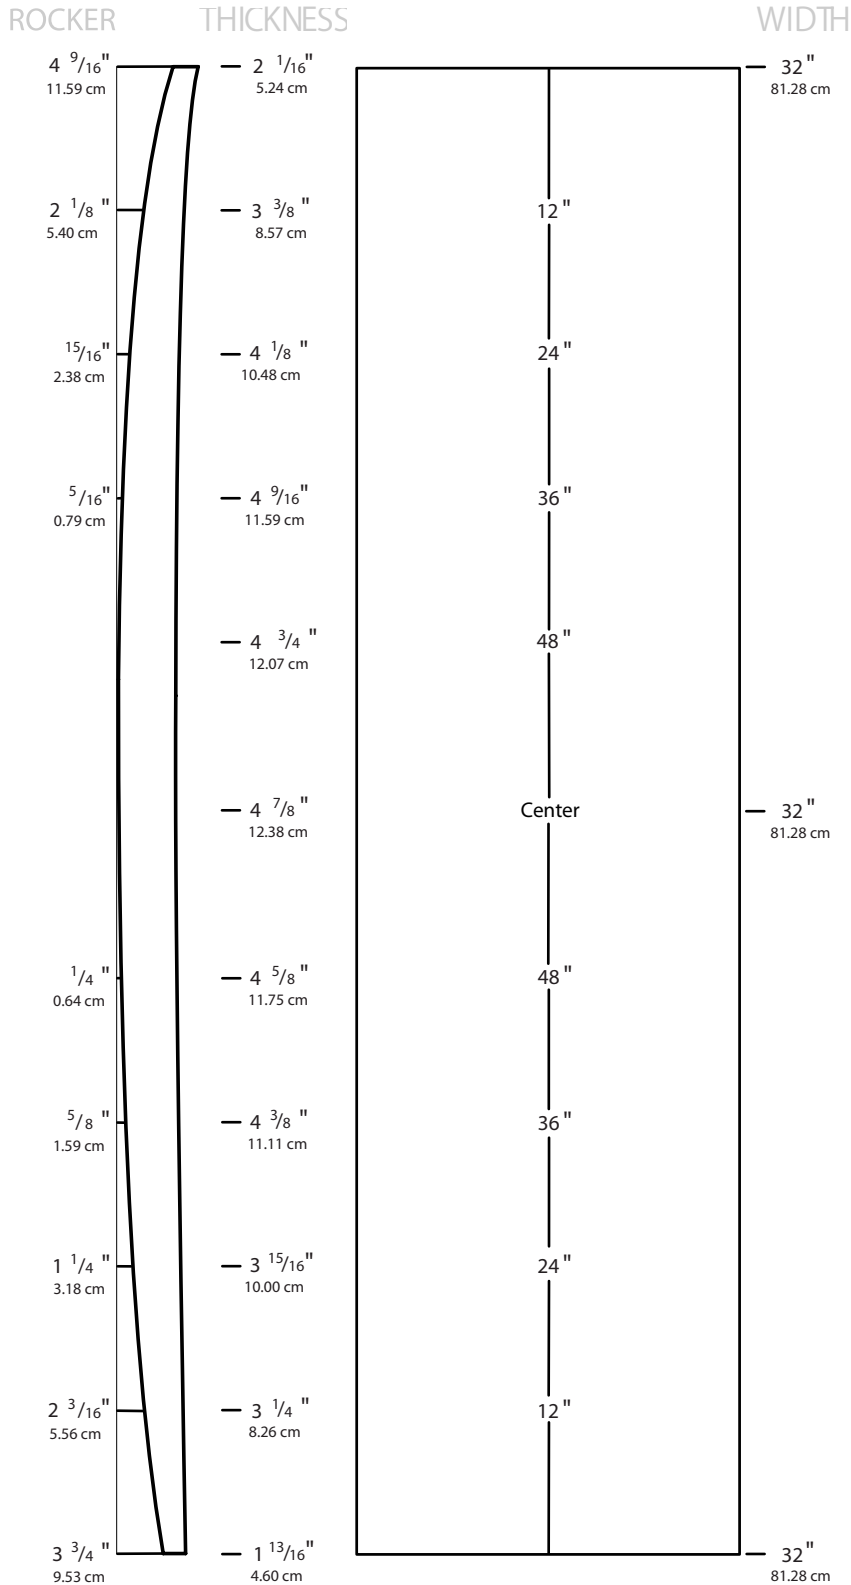 ROCKER THICKNESS WIDTH
4 9/16" 2 1/16" 32"
11.59 cm 5.24 cm 81.28 cm
2 1/8" 3 3/8" 12"
5.40 cm 8.57 cm
15/16" 4 1/8" 24"
2.38 cm 10.48 cm
5/16" 4 9/16" 36"
0.79 cm 11.59 cm
4 3/4" 48"
12.07 cm
4 7/8" Center 32"
12.38 cm 81.28 cm
1/4" 4 5/8" 48"
0.64 cm 11.75 cm
5/8" 4 3/8" 36"
1.59 cm 11.11 cm
1 1/4" 3 15/16" 24"
3.18 cm 10.00 cm
2 3/16" 3 1/4" 12"
5.56 cm 8.26 cm
3 3/4" 1 13/16" 32"
9.53 cm 4.60 cm 81.28 cm